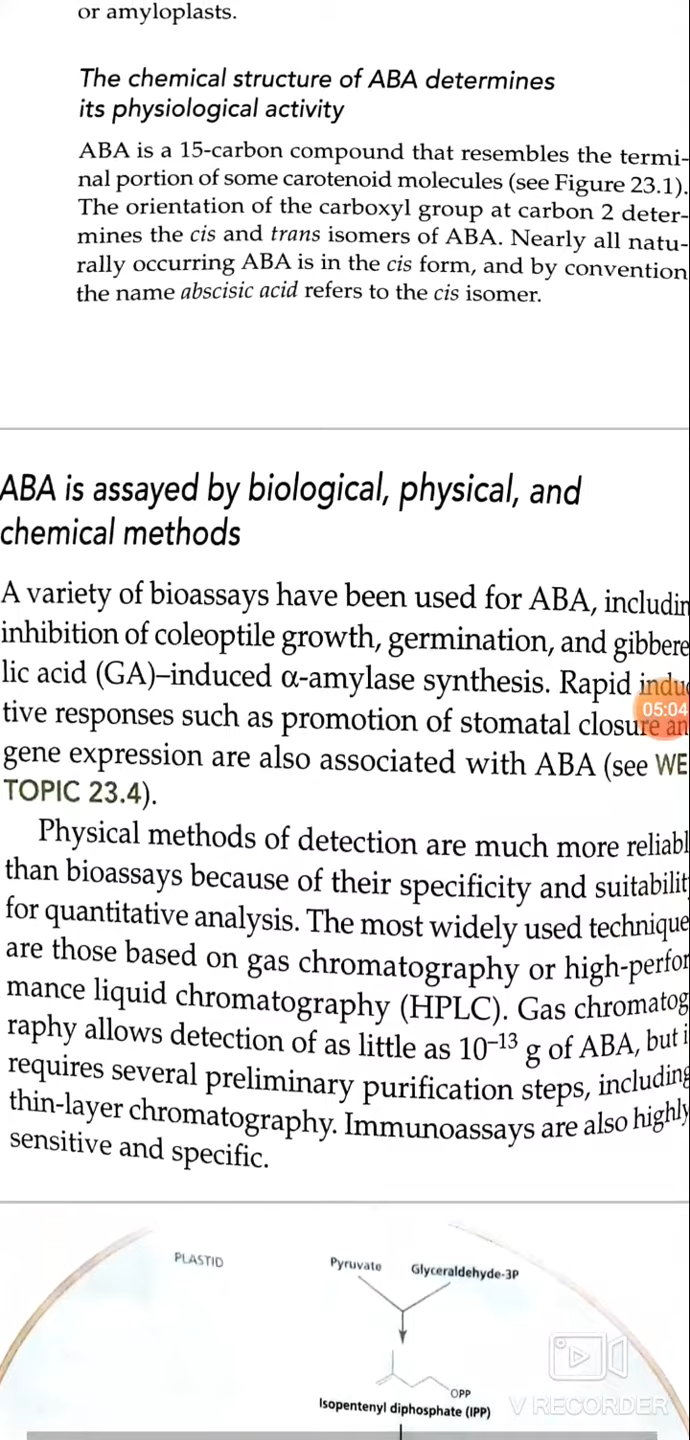 or amyloplasts.
The chemical structure of ABA determines
its physiological activity
ABA is a 15-carbon compound that resembles the termi-
nal portion of some carotenoid molecules (see Figure 23.1).
The orientation of the carboxyl group at carbon 2 deter-
mines the cis and trans isomers of ABA. Nearly all natu-
rally occurring ABA is in the cis form, and by convention
the name abscisic acid refers to the cis isomer.
ABA is assayed by biological, physical, and
chemical methods
A variety of bioassays have been used for ABA, includin
inhibition of coleoptile growth, germination, and gibbere
lic acid (GA)–induced α-amylase synthesis. Rapid induc
tive responses such as promotion of stomatal closure an
gene expression are also associated with ABA (see WE
TOPIC 23.4).
Physical methods of detection are much more reliabl
than bioassays because of their specificity and suitabilit
for quantitative analysis. The most widely used technique
are those based on gas chromatography or high-perfor
mance liquid chromatography (HPLC). Gas chromatog
raphy allows detection of as little as 10⁻¹³ g of ABA, but i
requires several preliminary purification steps, including
thin-layer chromatography. Immunoassays are also highly
sensitive and specific.
05:04
PLASTID
Pyruvate Glyceraldehyde-3P
OPP
Isopentenyl diphosphate (IPP)
V RECORDER